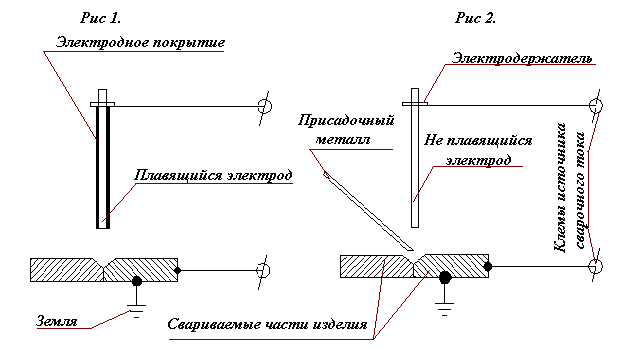 Рис 1.
Рис 2.
Электродное покрытие
Электродержатель
Присадочный
металл
Не плавящийся
электрод
Плавящийся электрод
Клемы источника
сварочного тока
Земля
Свариваемые части изделия